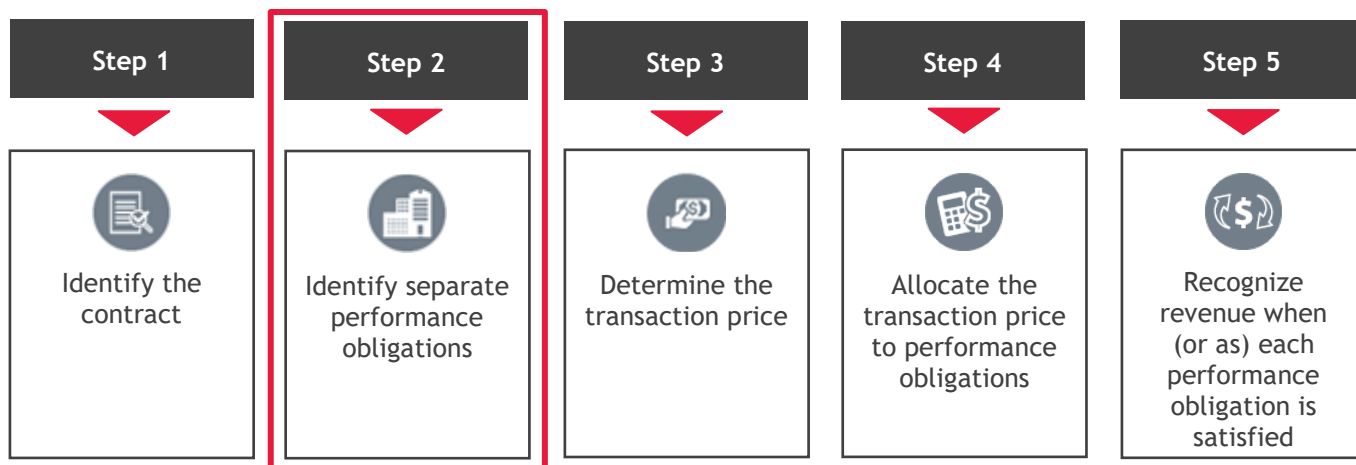 Step 1
Step 2
Step 3
Step 4
Step 5
Identify the
contract
Identify separate
performance
obligations
Determine the
transaction price
Allocate the
transaction price
to performance
obligations
Recognize
revenue when
(or as) each
performance
obligation is
satisfied